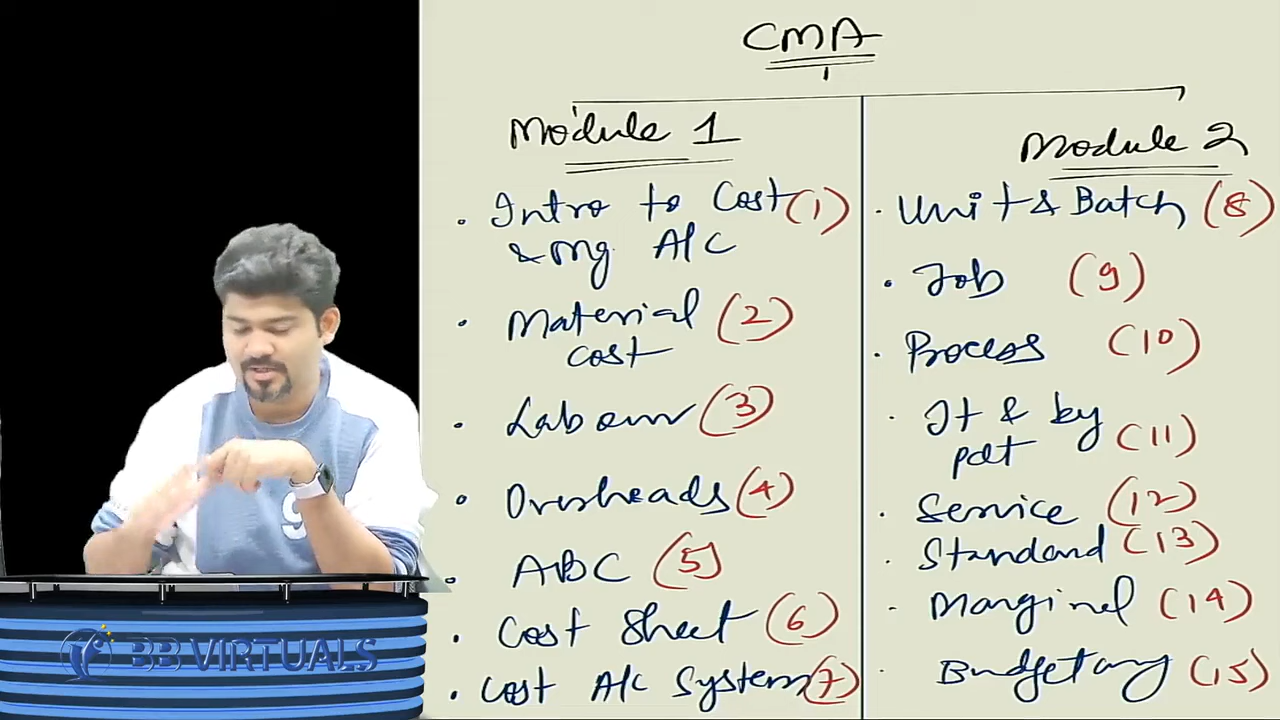 CMA
Module 1
Intro to Cost (1)
& Mg A/C
Material (2)
cost
Labour (3)
Overheads (4)
ABC (5)
Cost Sheet (6)
Cost A/c System (7)
Module 2
Unit & Batch (8)
Job (9)
Process (10)
Jt & by
pdt (11)
Service (12)
Standard (13)
Marginal (14)
Budgetary (15)
9
BB VIRTUALS